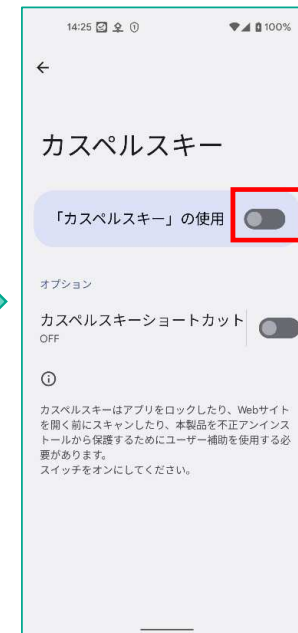 14:25 100%
カスペルスキー
「カスペルスキー」の使用
オプション
カスペルスキーショートカット
OFF
カスペルスキーはアプリをロックしたり、Webサイト
を開く前にスキャンしたり、本製品を不正アンインス
トールから保護するためにユーザー補助を使用する必
要があります。
スイッチをオンにしてください。